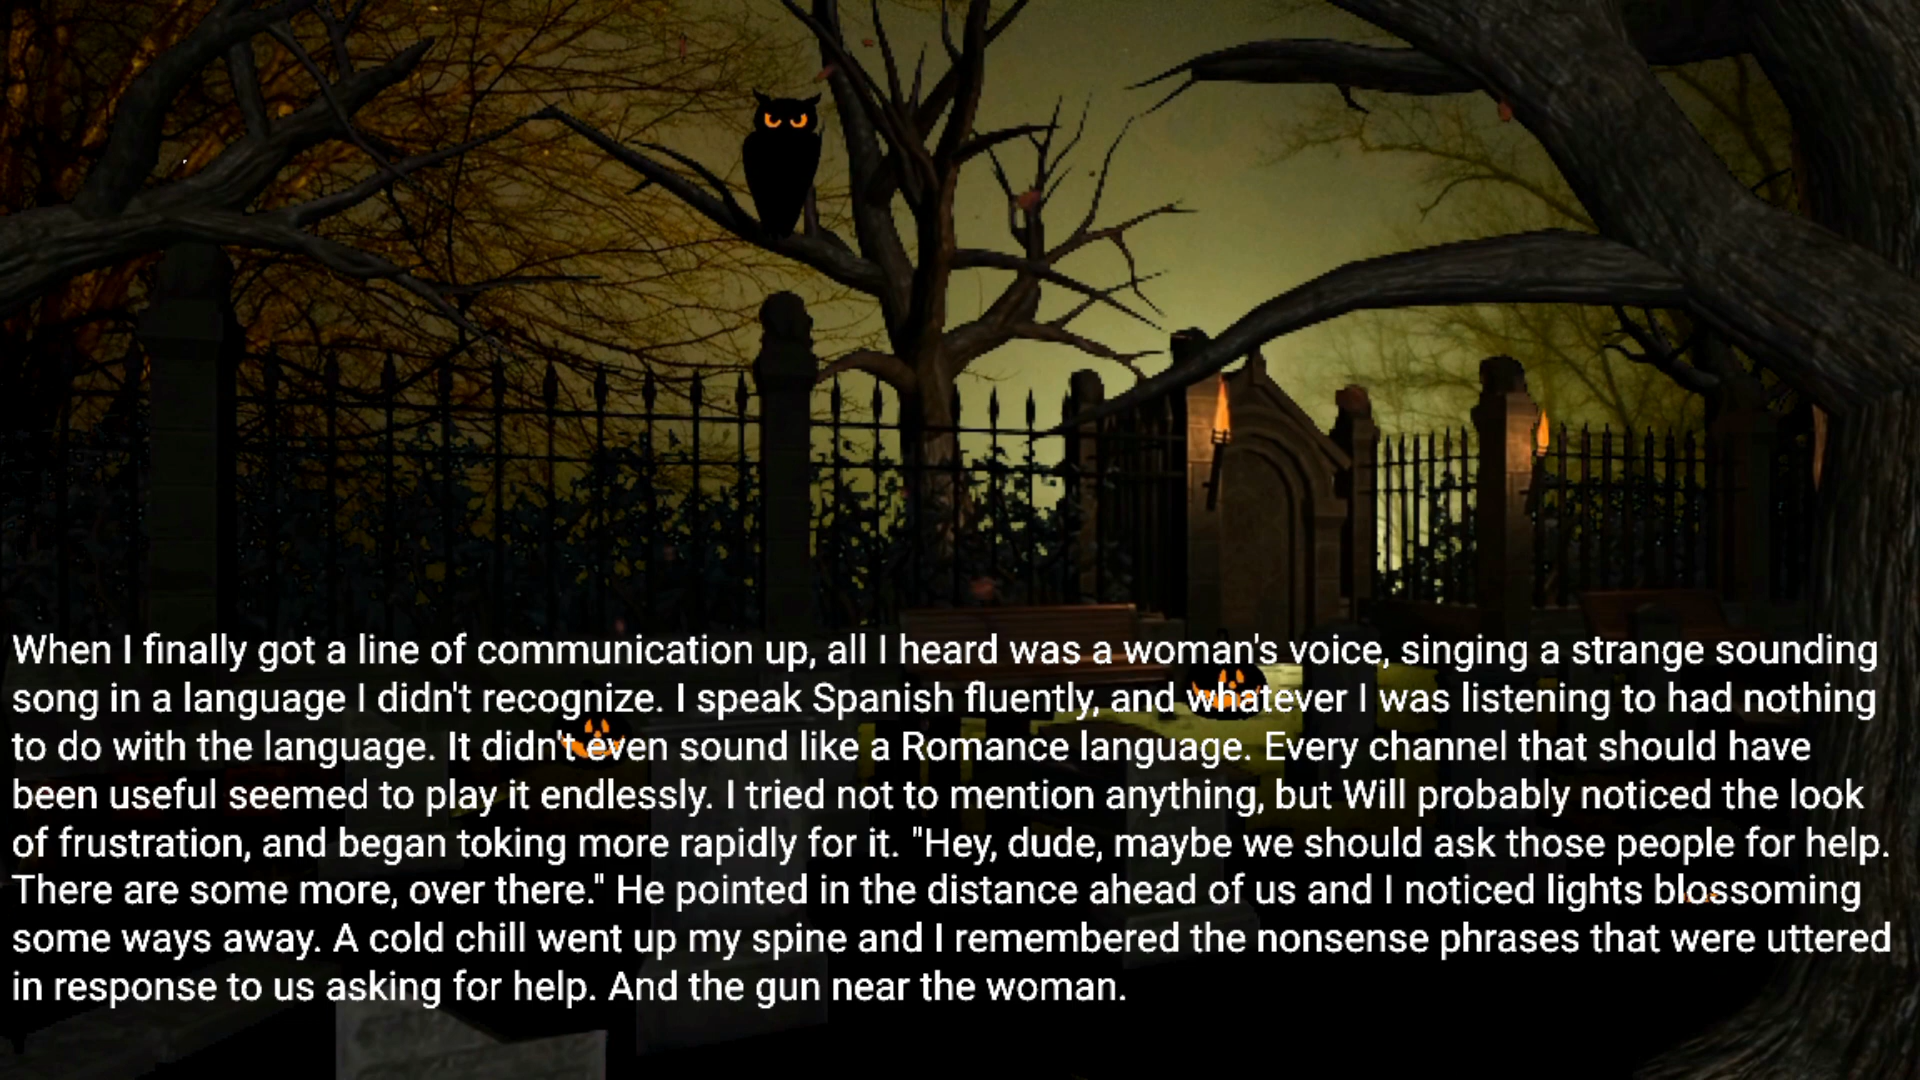 When I finally got a line of communication up, all I heard was a woman's voice, singing a strange sounding
song in a language I didn't recognize. I speak Spanish fluently, and whatever I was listening to had nothing
to do with the language. It didn't even sound like a Romance language. Every channel that should have
been useful seemed to play it endlessly. I tried not to mention anything, but Will probably noticed the look
of frustration, and began toking more rapidly for it. "Hey, dude, maybe we should ask those people for help.
There are some more, over there." He pointed in the distance ahead of us and I noticed lights blossoming
some ways away. A cold chill went up my spine and I remembered the nonsense phrases that were uttered
in response to us asking for help. And the gun near the woman.